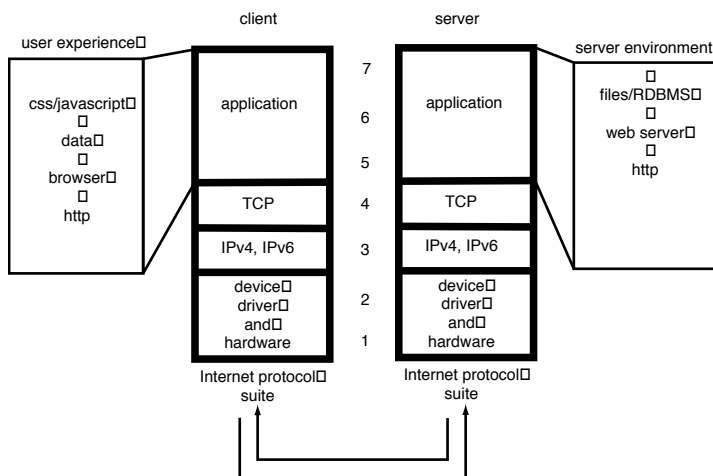 client
server
user experience
server environment
css/javascript
data
browser
http
application
TCP
IPv4, IPv6
device
driver
and
hardware
Internet protocol
suite
7
6
5
4
3
2
1
application
TCP
IPv4, IPv6
device
driver
and
hardware
Internet protocol
suite
files/RDBMS
web server
http